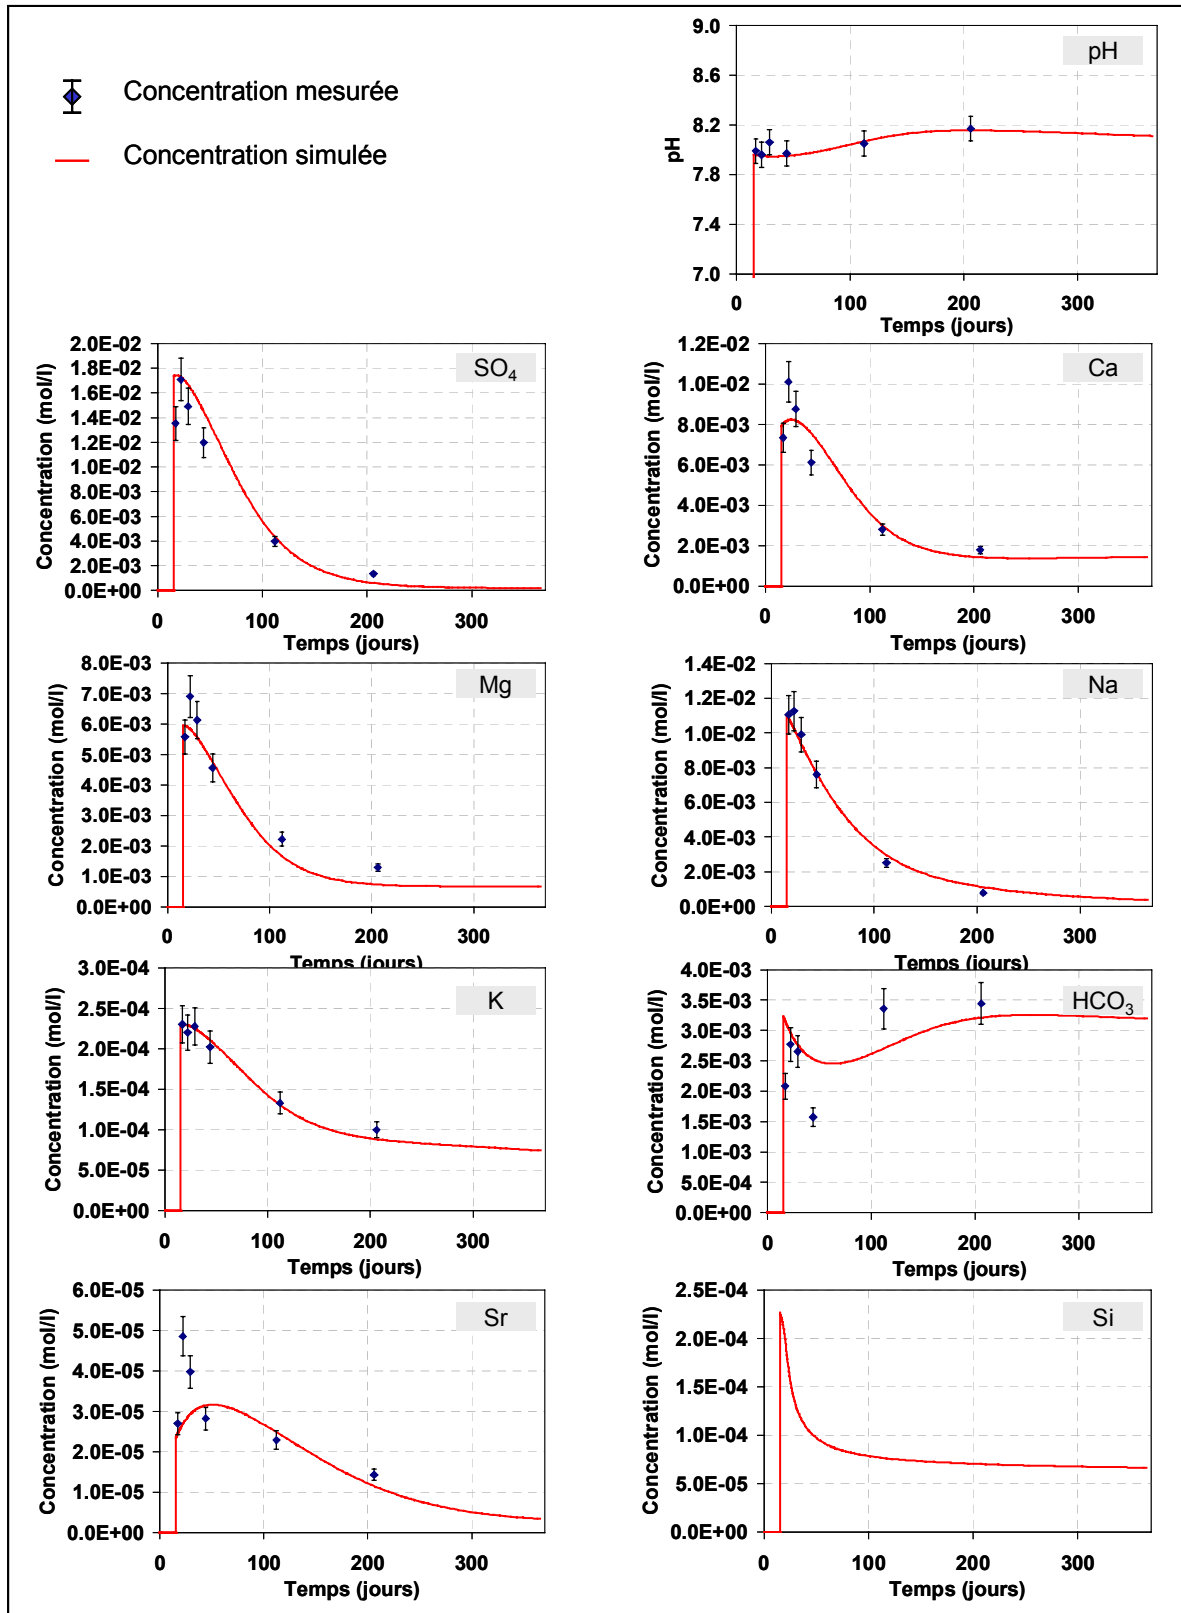 Concentration mesurée
Concentration simulée
pH
pH
9.0
8.6
8.2
7.8
7.4
7.0
0 100 200 300
Temps (jours)
SO4
Concentration (mol/l)
2.0E-02
1.8E-02
1.6E-02
1.4E-02
1.2E-02
1.0E-02
8.0E-03
6.0E-03
4.0E-03
2.0E-03
0.0E+00
0 100 200 300
Temps (jours)
Ca
Concentration (mol/l)
1.2E-02
1.0E-02
8.0E-03
6.0E-03
4.0E-03
2.0E-03
0.0E+00
0 100 200 300
Temps (jours)
Mg
Concentration (mol/l)
8.0E-03
7.0E-03
6.0E-03
5.0E-03
4.0E-03
3.0E-03
2.0E-03
1.0E-03
0.0E+00
0 100 200 300
Temps (jours)
Na
Concentration (mol/l)
1.4E-02
1.2E-02
1.0E-02
8.0E-03
6.0E-03
4.0E-03
2.0E-03
0.0E+00
0 100 200 300
Temps (jours)
K
Concentration (mol/l)
3.0E-04
2.5E-04
2.0E-04
1.5E-04
1.0E-04
5.0E-05
0.0E+00
0 100 200 300
Temps (jours)
HCO3
Concentration (mol/l)
4.0E-03
3.5E-03
3.0E-03
2.5E-03
2.0E-03
1.5E-03
1.0E-03
5.0E-04
0.0E+00
0 100 200 300
Temps (jours)
Sr
Concentration (mol/l)
6.0E-05
5.0E-05
4.0E-05
3.0E-05
2.0E-05
1.0E-05
0.0E+00
0 100 200 300
Temps (jours)
Si
Concentration (mol/l)
2.5E-04
2.0E-04
1.5E-04
1.0E-04
5.0E-05
0.0E+00
0 100 200 300
Temps (jours)